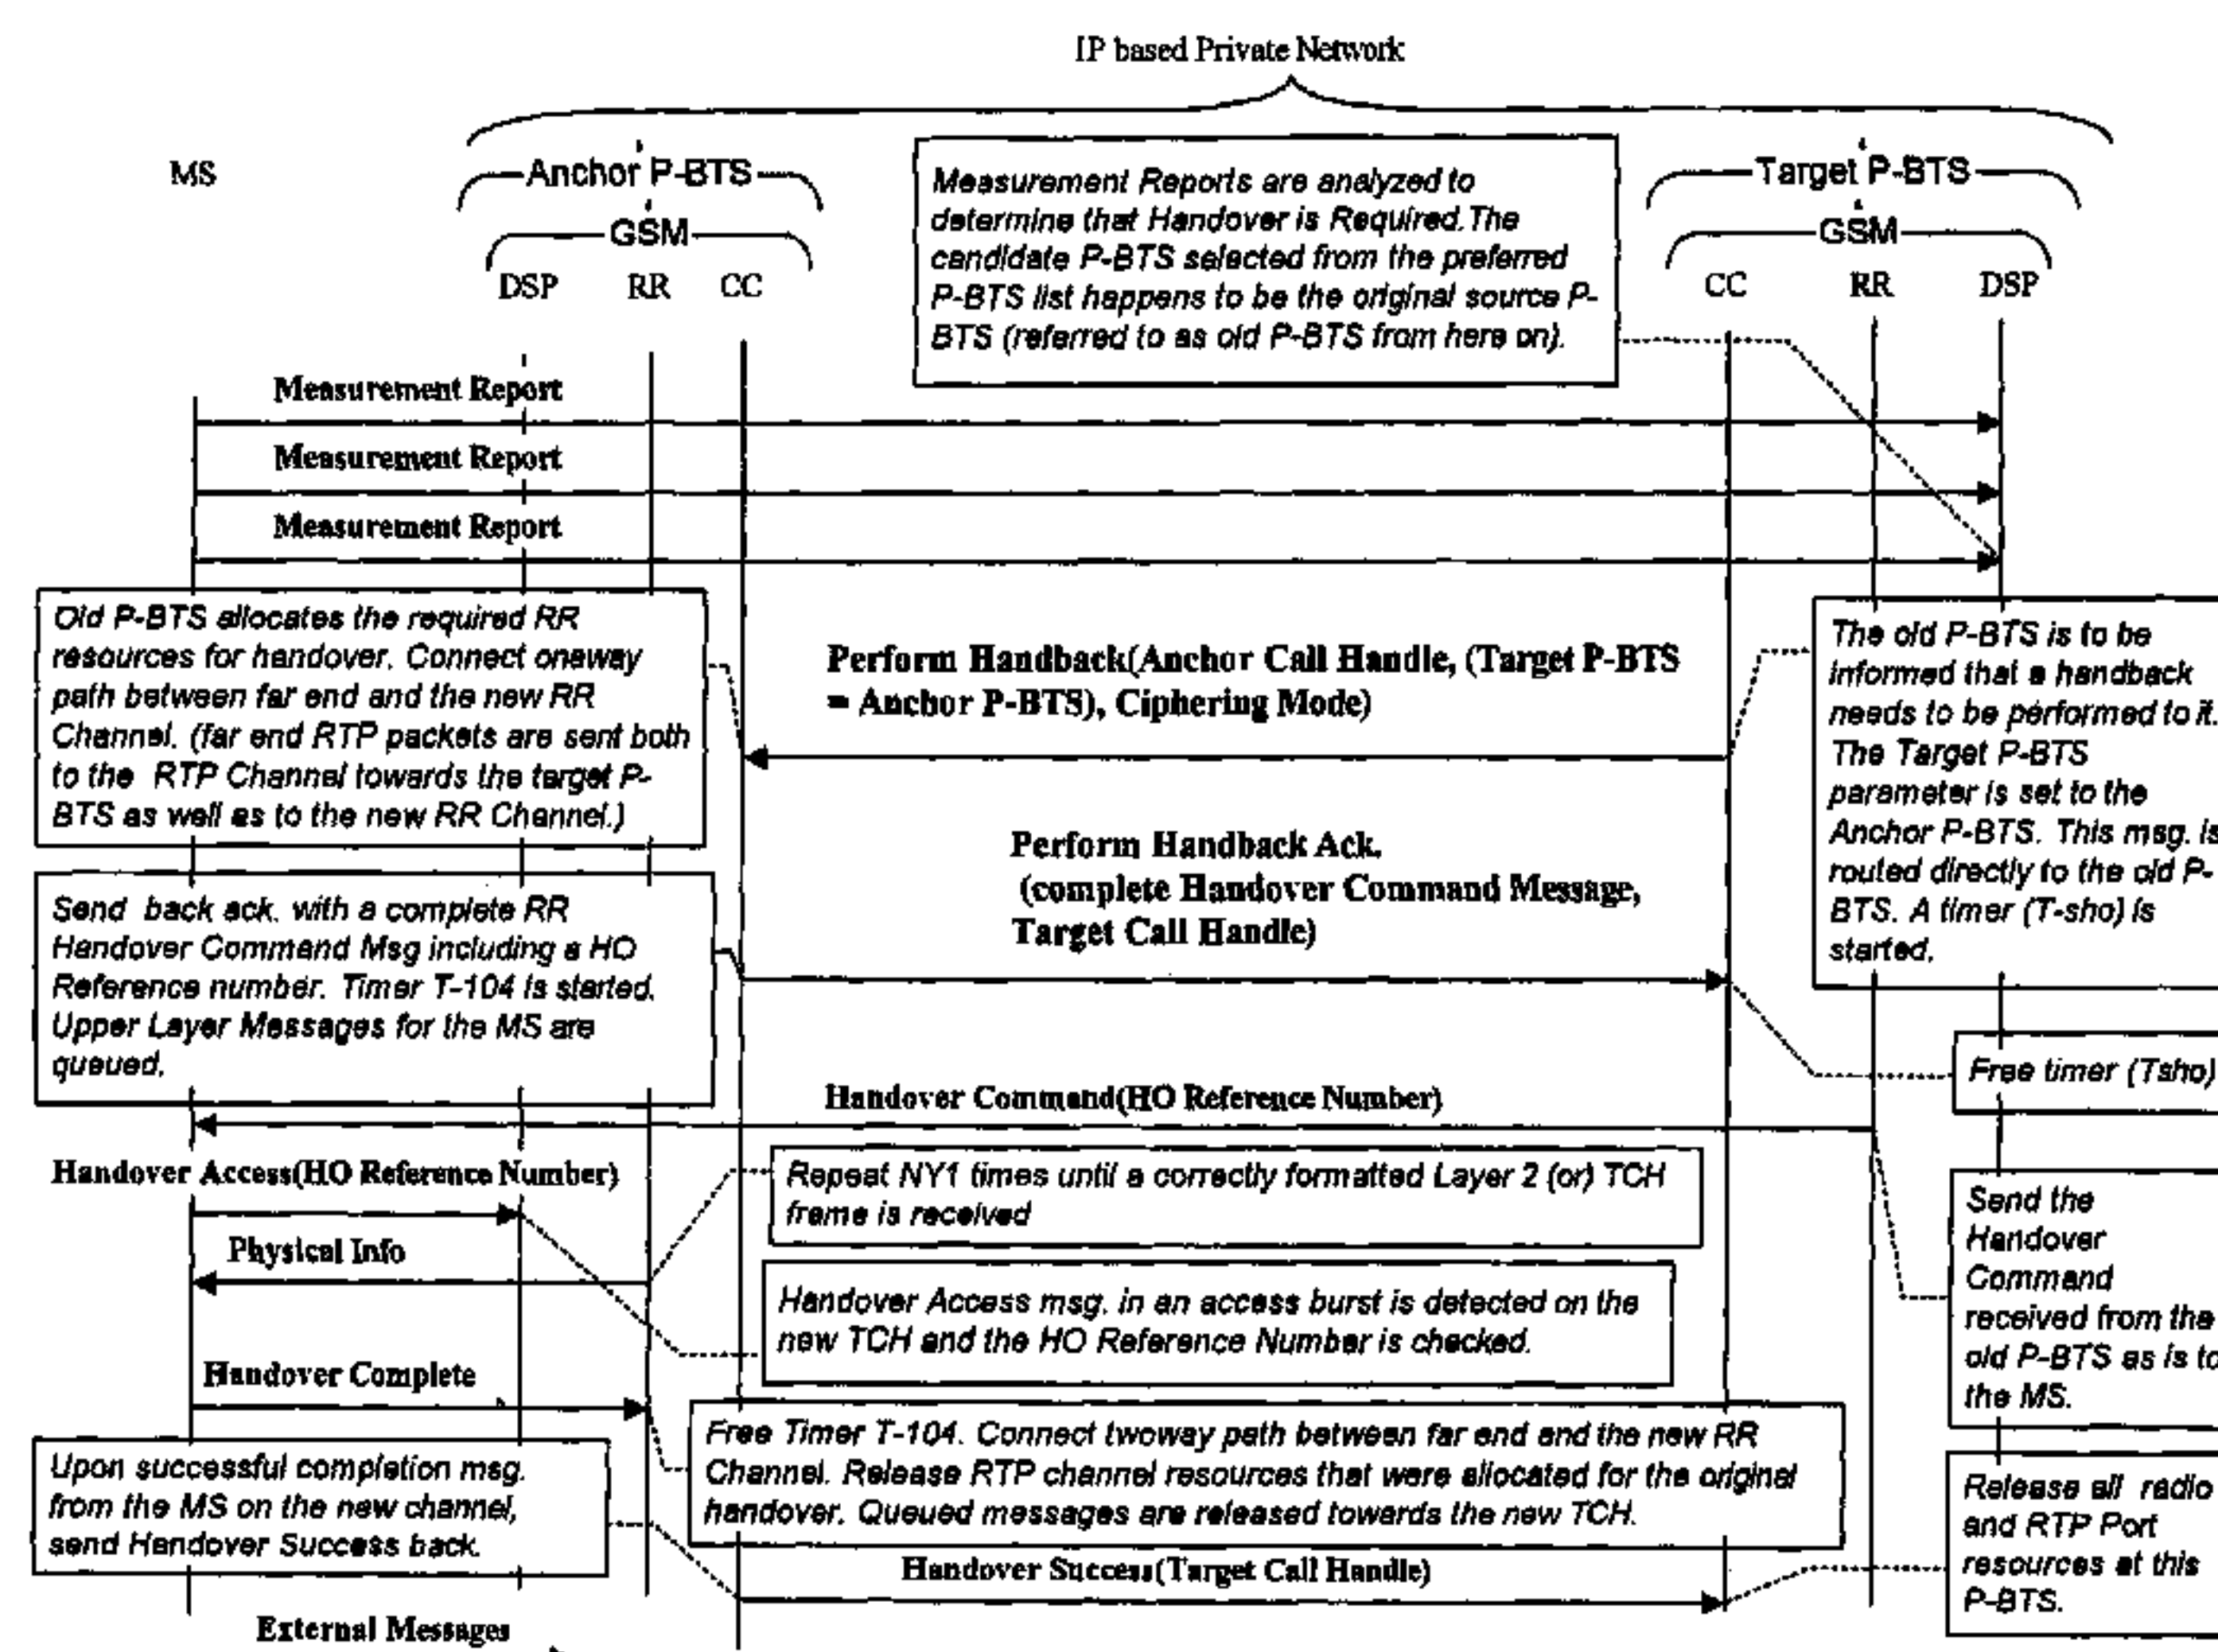 IP based Private Network
MS
Anchor P-BTS
GSM
DSP RR CC
Measurement Reports are analyzed to
determine that Handover is Required. The
candidate P-BTS selected from the preferred
P-BTS list happens to be the original source P-
BTS (referred to as old P-BTS from here on).
Target P-BTS
GSM
CC RR DSP
Measurement Report
Measurement Report
Measurement Report
Old P-BTS allocates the required RR
resources for handover. Connect oneway
path between far end and the new RR
Channel. (far end RTP packets are sent both
to the RTP Channel towards the target P-
BTS as well as to the new RR Channel.)
Perform Handback(Anchor Call Handle, (Target P-BTS
= Anchor P-BTS), Ciphering Mode)
The old P-BTS is to be
informed that a handback
needs to be performed to it.
The Target P-BTS
parameter is set to the
Anchor P-BTS. This msg. is
routed directly to the old P-
BTS. A timer (T-sho) is
started.
Perform Handback Ack.
(complete Handover Command Message,
Target Call Handle)
Send back ack. with a complete RR
Handover Command Msg including a HO
Reference number. Timer T-104 is started.
Upper Layer Messages for the MS are
queued.
Free timer (Tsho)
Handover Command(HO Reference Number)
Handover Access(HO Reference Number)
Repeat NY1 times until a correctly formatted Layer 2 (or) TCH
frame is received
Send the
Handover
Command
received from the
old P-BTS as is to
the MS.
Physical Info
Handover Access msg. in an access burst is detected on the
new TCH and the HO Reference Number is checked.
Handover Complete
Free Timer T-104. Connect twoway path between far end and the new RR
Channel. Release RTP channel resources that were allocated for the original
handover. Queued messages are released towards the new TCH.
Upon successful completion msg.
from the MS on the new channel,
send Handover Success back.
Release all radio
and RTP Port
resources at this
P-BTS.
Handover Success(Target Call Handle)
External Messages